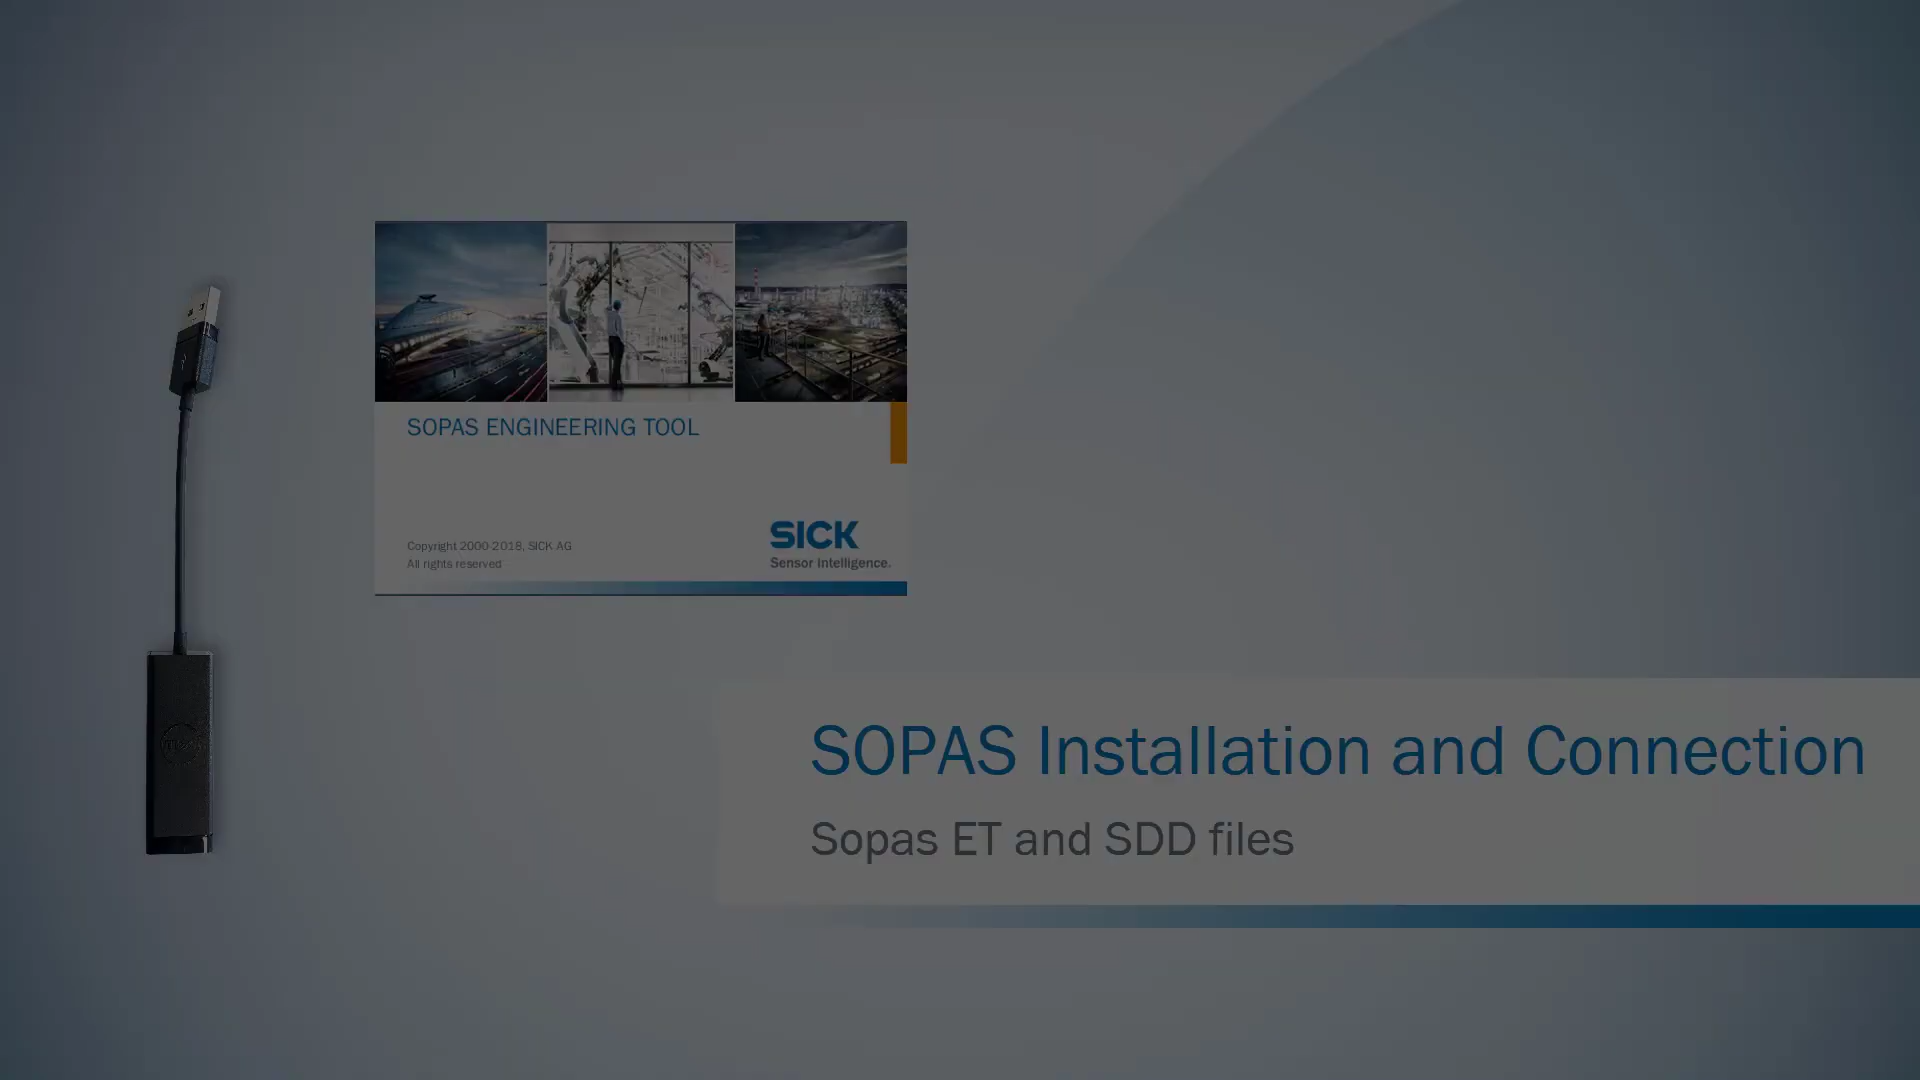 SOPAS ENGINEERING TOOL
Copyright 2000-2018, SICK AG
All rights reserved
SICK
Sensor Intelligence.
SOPAS Installation and Connection
Sopas ET and SDD files